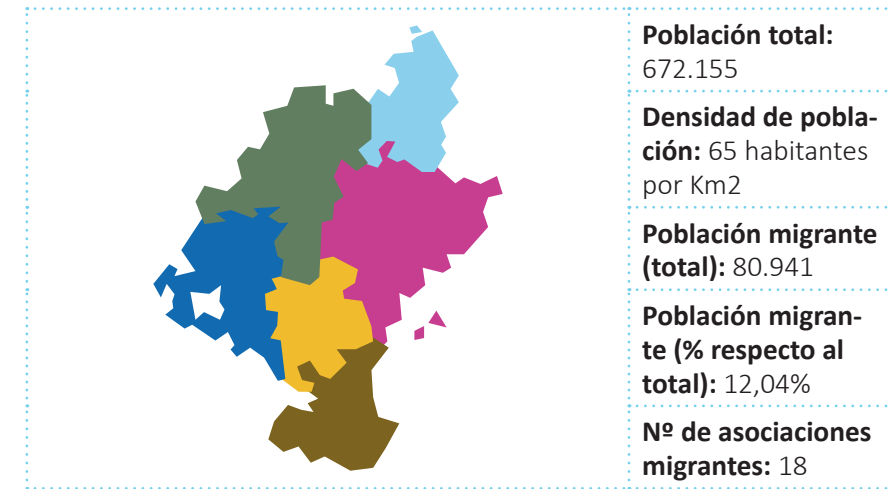 Población total:
672.155
Densidad de pobla-
ción: 65 habitantes
por Km2
Población migrante
(total): 80.941
Población migran-
te (% respecto al
total): 12,04%
Nº de asociaciones
migrantes: 18